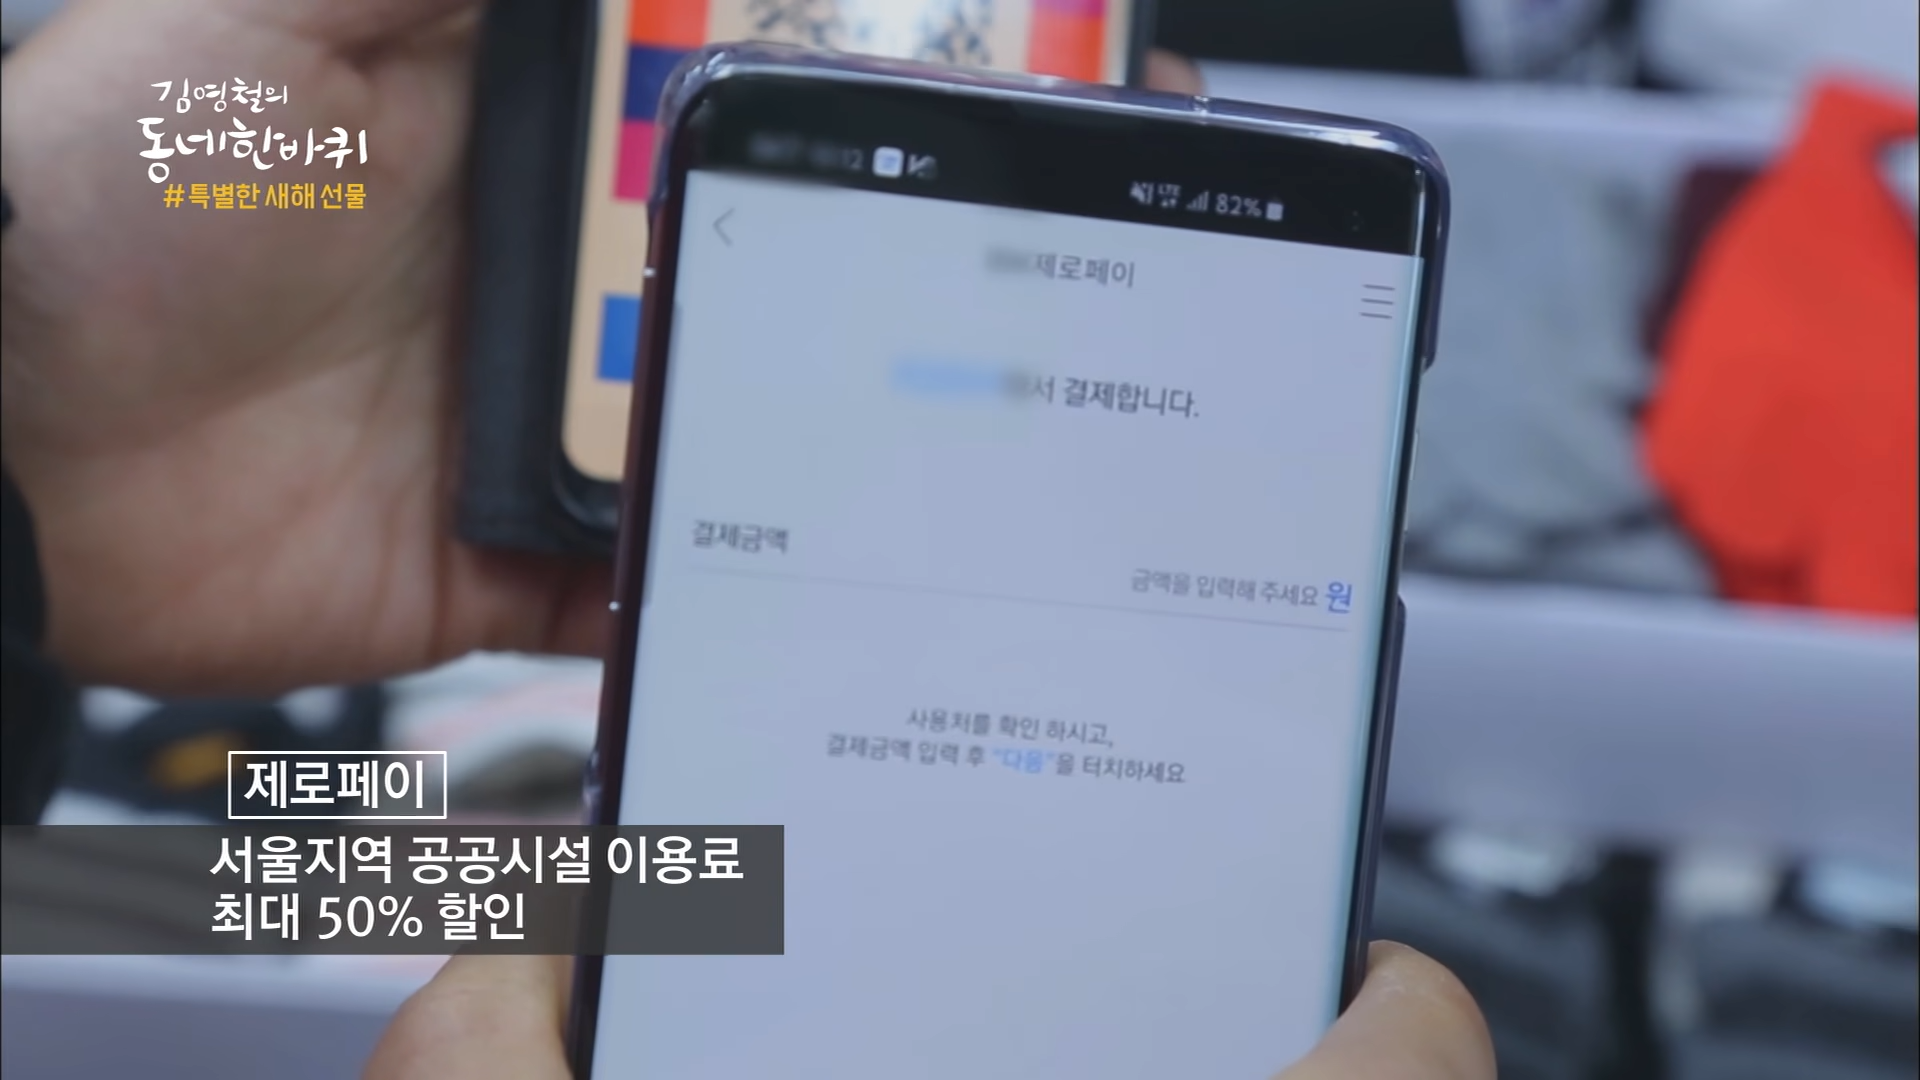 김영철의
동네한바퀴
#특별한 새해 선물
82%
제로페이
서 결제합니다.
결제금액
금액을 입력해 주세요 원
사용처를 확인 하시고,
결제금액 입력 후 "다음"을 터치하세요
제로페이
서울지역 공공시설 이용료
최대 50% 할인